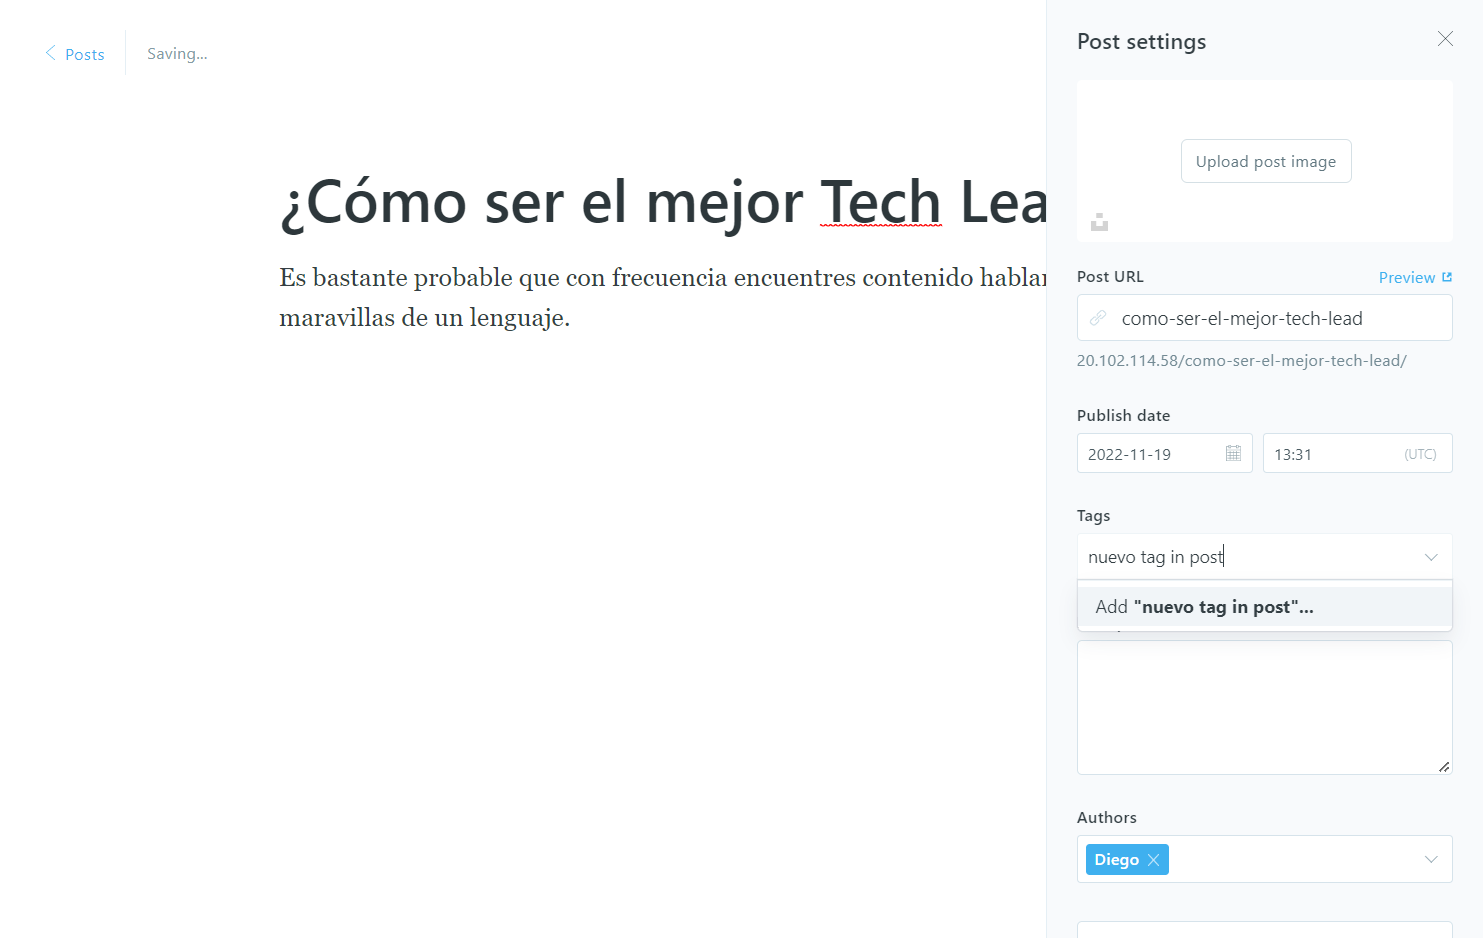 Posts
Saving...
¿Cómo ser el mejor Tech Lea
Es bastante probable que con frecuencia encuentres contenido hablan
maravillas de un lenguaje.
Post settings
Upload post image
Post URL
Preview
como-ser-el-mejor-tech-lead
20.102.114.58/como-ser-el-mejor-tech-lead/
Publish date
2022-11-19
13:31
(UTC)
Tags
nuevo tag in post
Add "nuevo tag in post"...
Authors
Diego